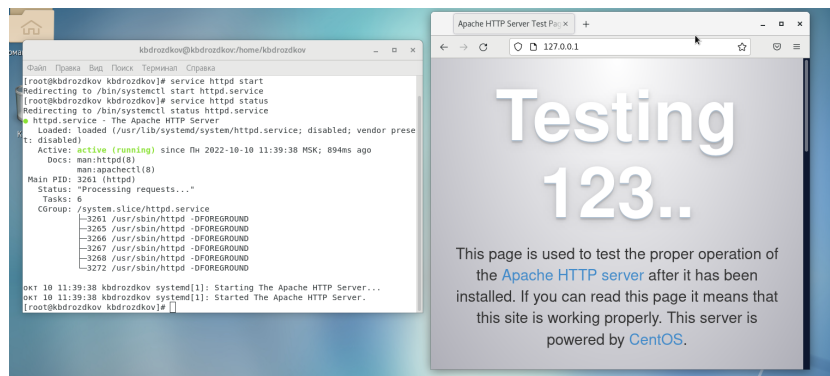 kbdrozdkov@kbdrozdkov:/home/kbdrozdkov
Файл Правка Вид Поиск Терминал Справка
[root@kbdrozdkov kbdrozdkov]# service httpd start
Redirecting to /bin/systemctl start httpd.service
[root@kbdrozdkov kbdrozdkov]# service httpd status
Redirecting to /bin/systemctl status httpd.service
● httpd.service - The Apache HTTP Server
   Loaded: loaded (/usr/lib/systemd/system/httpd.service; disabled; vendor prese
t: disabled)
   Active: active (running) since Пн 2022-10-10 11:39:38 MSK; 894ms ago
     Docs: man:httpd(8)
           man:apachectl(8)
 Main PID: 3261 (httpd)
   Status: "Processing requests..."
    Tasks: 6
   CGroup: /system.slice/httpd.service
           ├─3261 /usr/sbin/httpd -DFOREGROUND
           ├─3265 /usr/sbin/httpd -DFOREGROUND
           ├─3266 /usr/sbin/httpd -DFOREGROUND
           ├─3267 /usr/sbin/httpd -DFOREGROUND
           ├─3268 /usr/sbin/httpd -DFOREGROUND
           └─3272 /usr/sbin/httpd -DFOREGROUND

окт 10 11:39:38 kbdrozdkov systemd[1]: Starting The Apache HTTP Server...
окт 10 11:39:38 kbdrozdkov systemd[1]: Started The Apache HTTP Server.
[root@kbdrozdkov kbdrozdkov]#
Apache HTTP Server Test Pag
127.0.0.1
Testing
123..
This page is used to test the proper operation of
the Apache HTTP server after it has been
installed. If you can read this page it means that
this site is working properly. This server is
powered by CentOS.